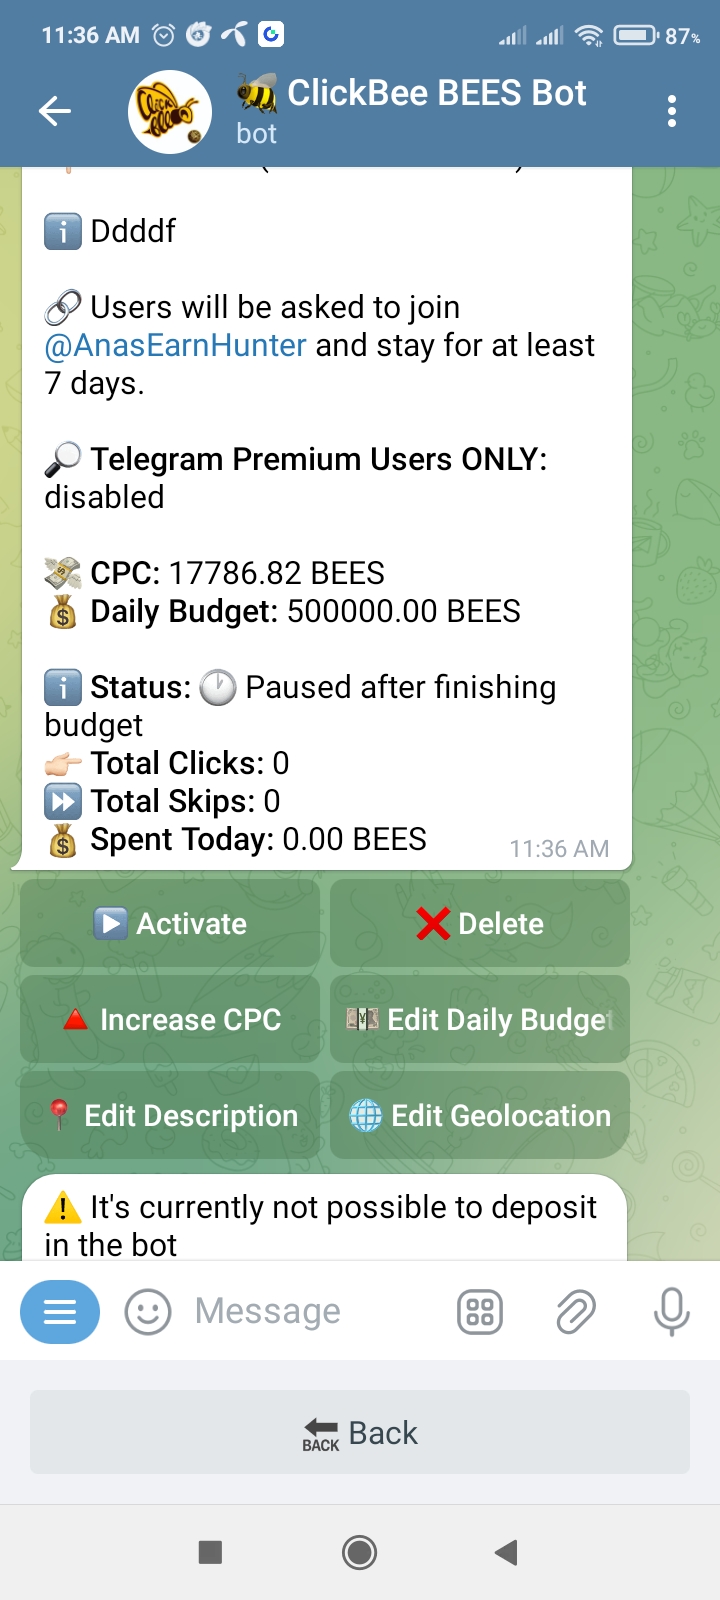 11:36 AM
87%
ClickBee BEES Bot
bot
Ddddf
Users will be asked to join
@AnasEarnHunter and stay for at least
7 days.
Telegram Premium Users ONLY:
disabled
CPC: 17786.82 BEES
Daily Budget: 500000.00 BEES
Status: Paused after finishing
budget
Total Clicks: 0
Total Skips: 0
Spent Today: 0.00 BEES
11:36 AM
Activate
Delete
Increase CPC
Edit Daily Budget
Edit Description
Edit Geolocation
It's currently not possible to deposit
in the bot
Message
BACK Back